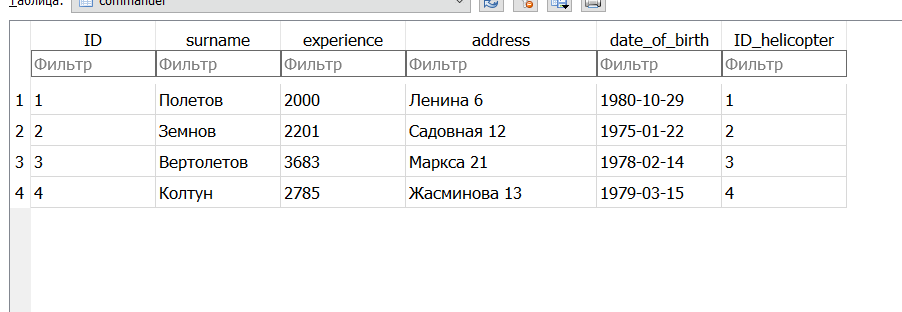 Таблица: commander
ID surname experience address date_of_birth ID_helicopter
Фильтр Фильтр Фильтр Фильтр Фильтр Фильтр
1 1 Полетов 2000 Ленина 6 1980-10-29 1
2 2 Земнов 2201 Садовная 12 1975-01-22 2
3 3 Вертолетов 3683 Маркса 21 1978-02-14 3
4 4 Колтун 2785 Жасминова 13 1979-03-15 4